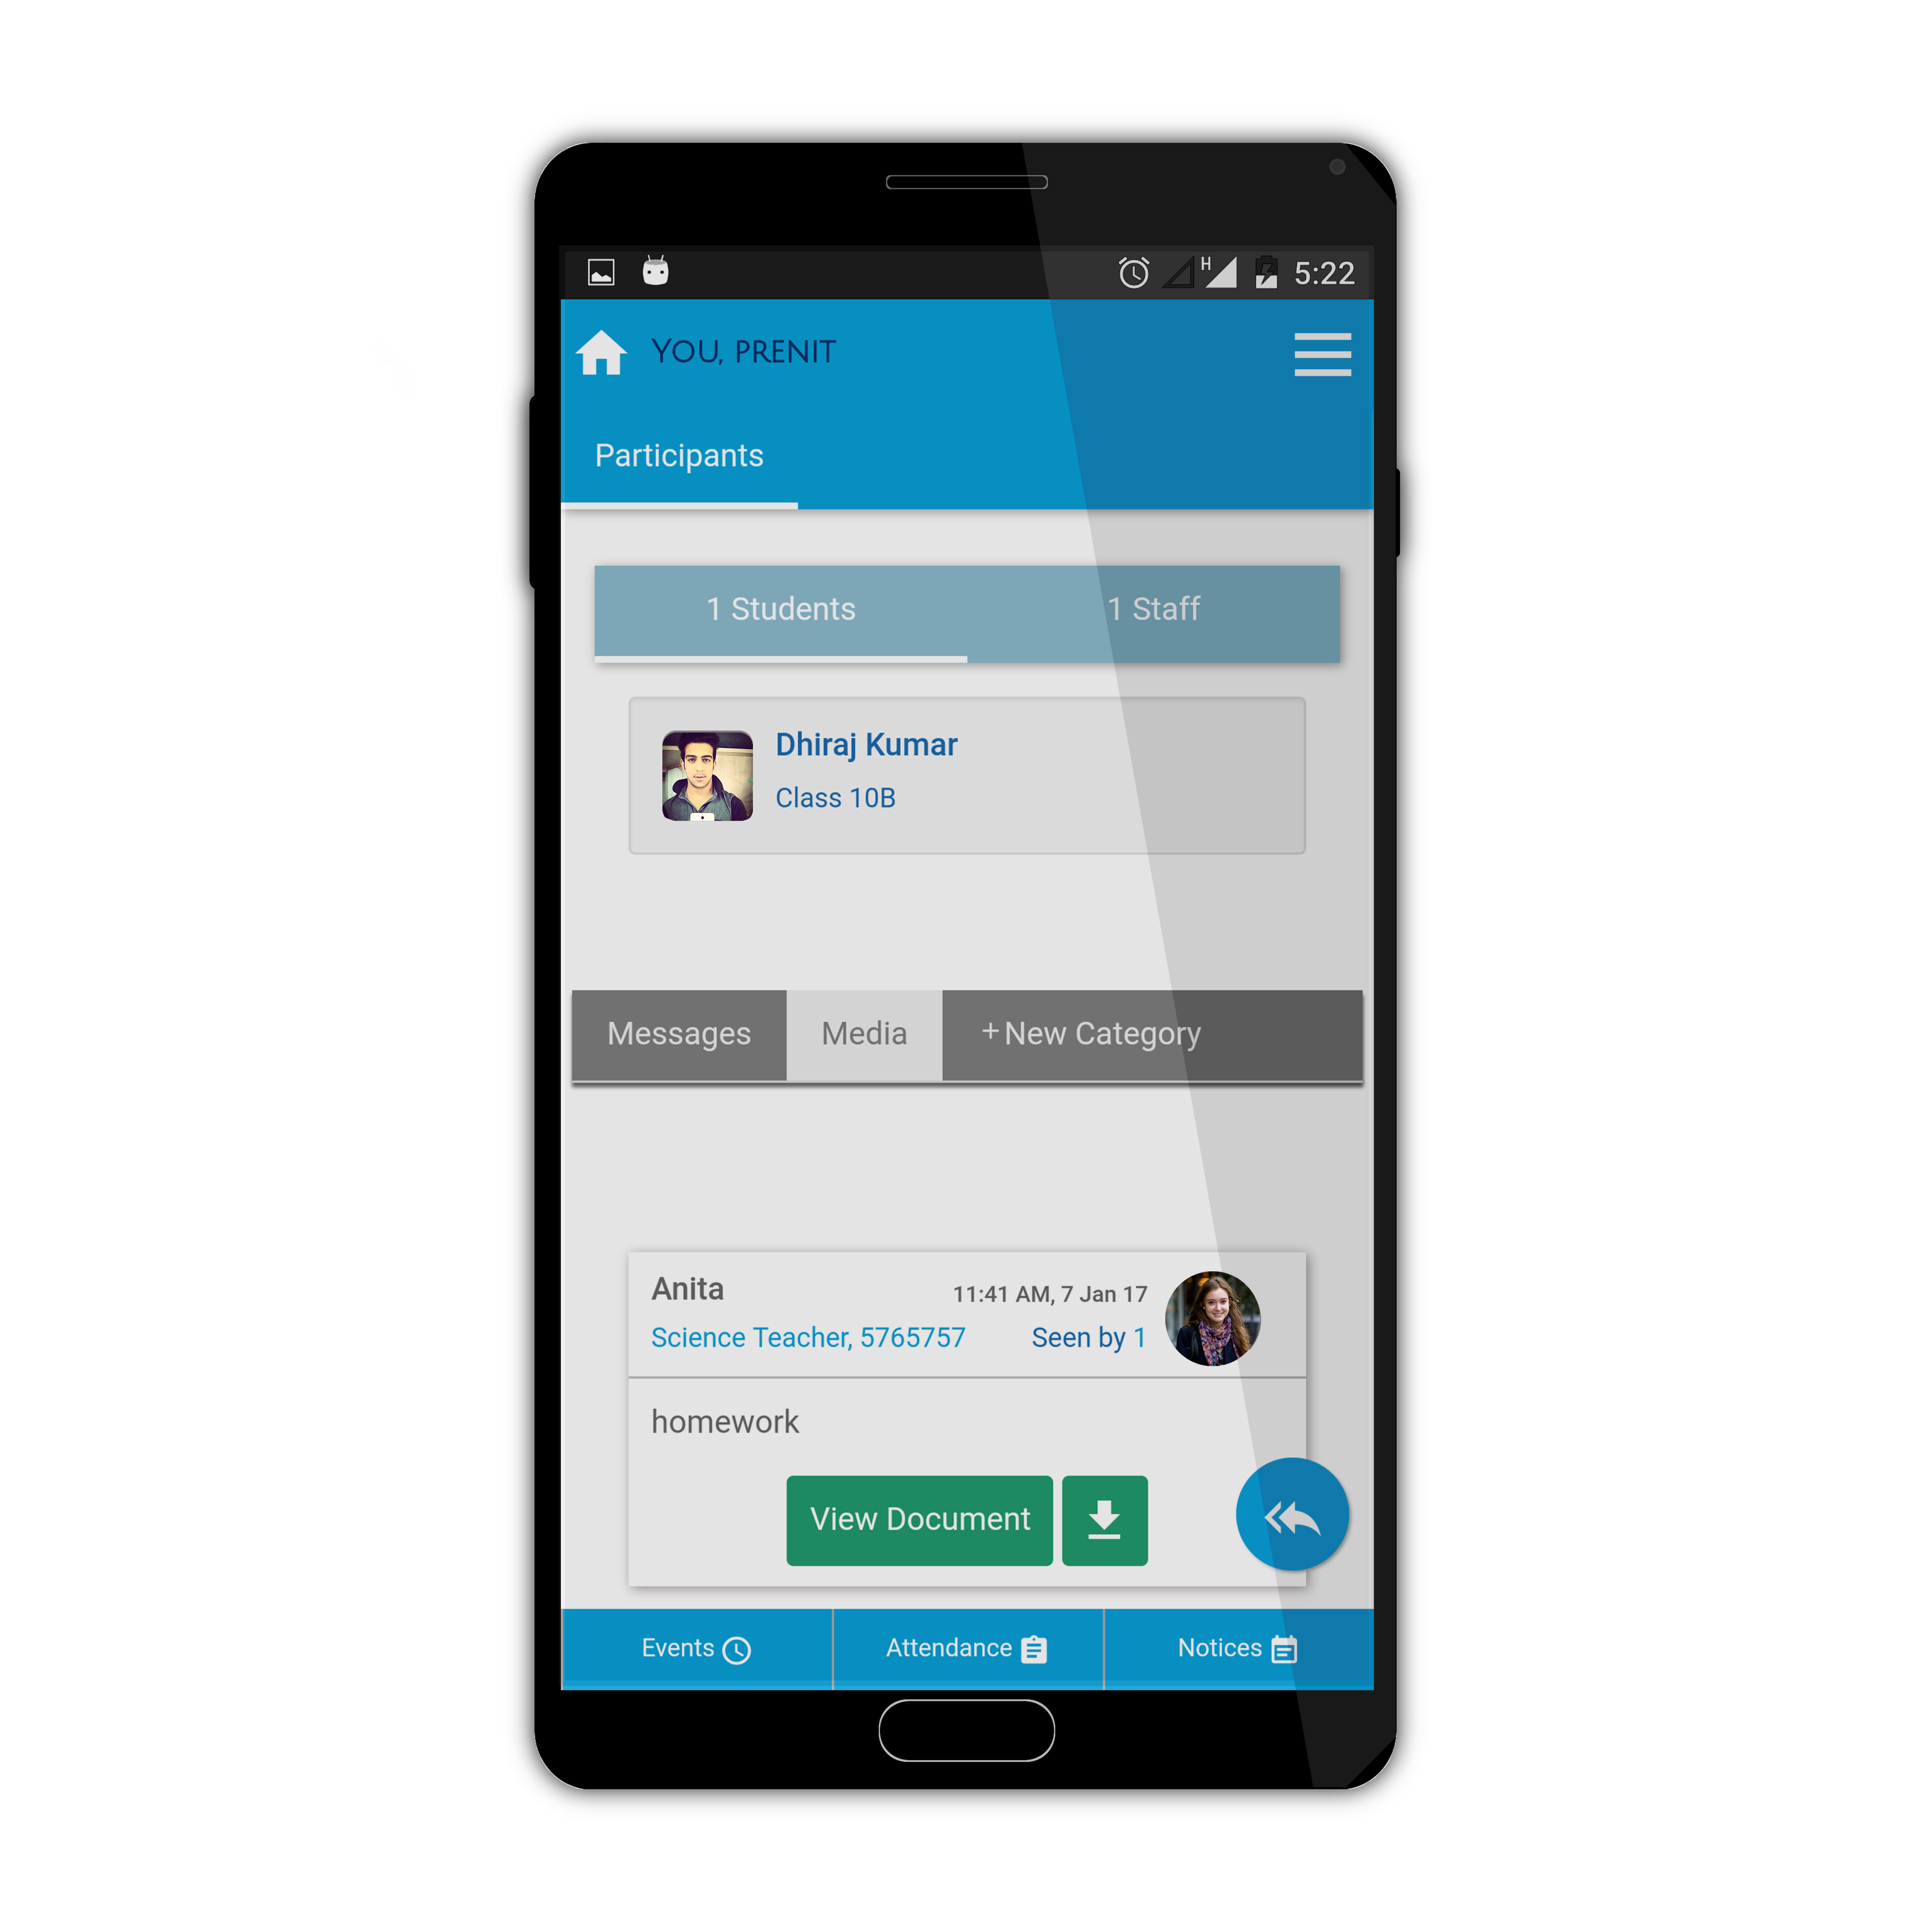 H 5:22
YOU, PRENIT
Participants
1 Students 1 Staff
Dhiraj Kumar
Class 10B
Messages Media +New Category
Anita 11:41 AM, 7 Jan 17
Science Teacher, 5765757 Seen by 1
homework
View Document
Events Attendance Notices